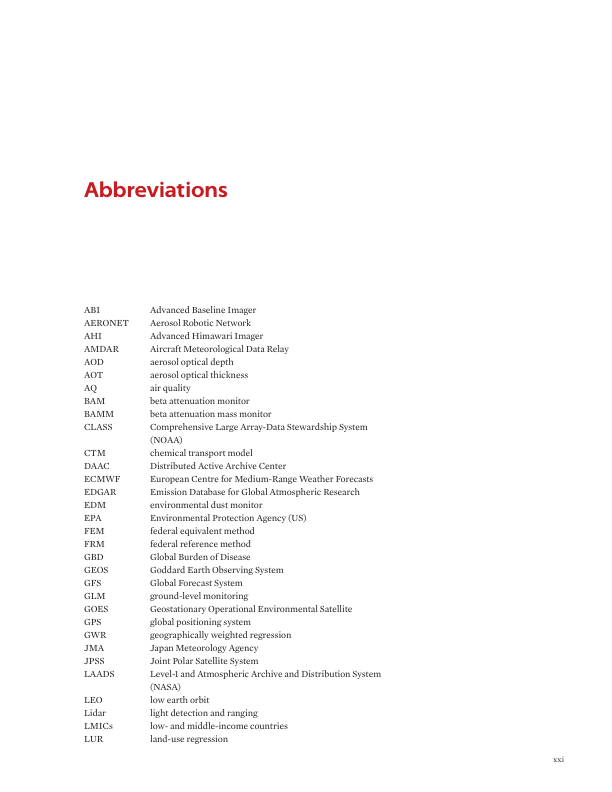 Abbreviations
ABI Advanced Baseline Imager
AERONET Aerosol Robotic Network
AHI Advanced Himawari Imager
AMDAR Aircraft Meteorological Data Relay
AOD aerosol optical depth
AOT aerosol optical thickness
AQ air quality
BAM beta attenuation monitor
BAMM beta attenuation mass monitor
CLASS Comprehensive Large Array-Data Stewardship System
(NOAA)
CTM chemical transport model
DAAC Distributed Active Archive Center
ECMWF European Centre for Medium-Range Weather Forecasts
EDGAR Emission Database for Global Atmospheric Research
EDM environmental dust monitor
EPA Environmental Protection Agency (US)
FEM federal equivalent method
FRM federal reference method
GBD Global Burden of Disease
GEOS Goddard Earth Observing System
GFS Global Forecast System
GLM ground-level monitoring
GOES Geostationary Operational Environmental Satellite
GPS global positioning system
GWR geographically weighted regression
JMA Japan Meteorology Agency
JPSS Joint Polar Satellite System
LAADS Level-1 and Atmospheric Archive and Distribution System
(NASA)
LEO low earth orbit
Lidar light detection and ranging
LMICs low- and middle-income countries
LUR land-use regression
xxi